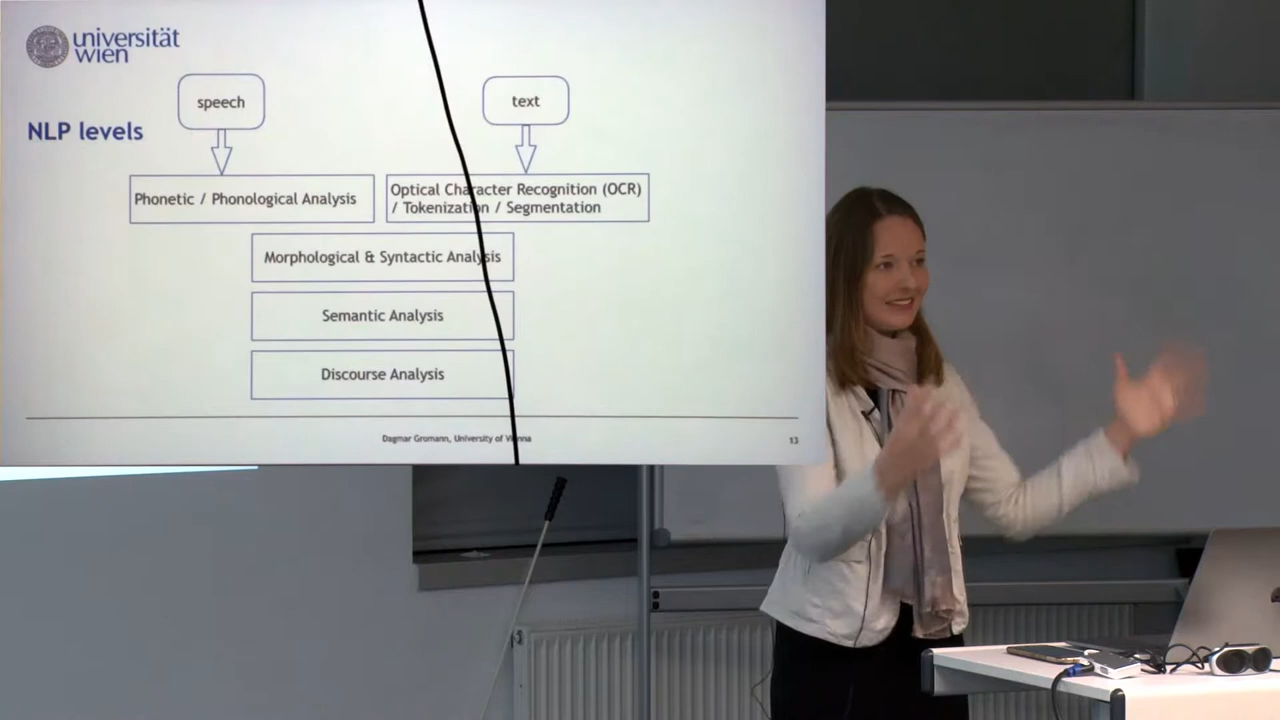 universität
wien
speech
text
NLP levels
Phonetic / Phonological Analysis
Optical Character Recognition (OCR)
/ Tokenization / Segmentation
Morphological & Syntactic Analysis
Semantic Analysis
Discourse Analysis
Dagmar Gromann, University of Vienna
13